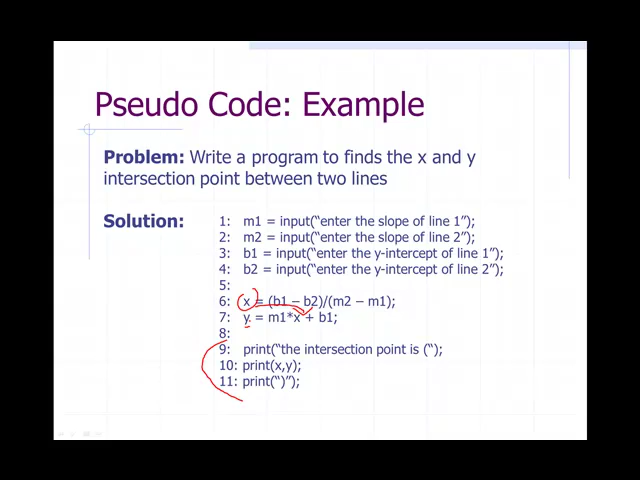 Pseudo Code: Example
Problem: Write a program to finds the x and y
intersection point between two lines
Solution:
1: m1 = input(“enter the slope of line 1”);
2: m2 = input(“enter the slope of line 2”);
3: b1 = input(“enter the y-intercept of line 1”);
4: b2 = input(“enter the y-intercept of line 2”);
5:
6: x = (b1 – b2)/(m2 – m1);
7: y = m1*x + b1;
8:
9: print(“the intersection point is (“);
10: print(x,y);
11: print(“)”);